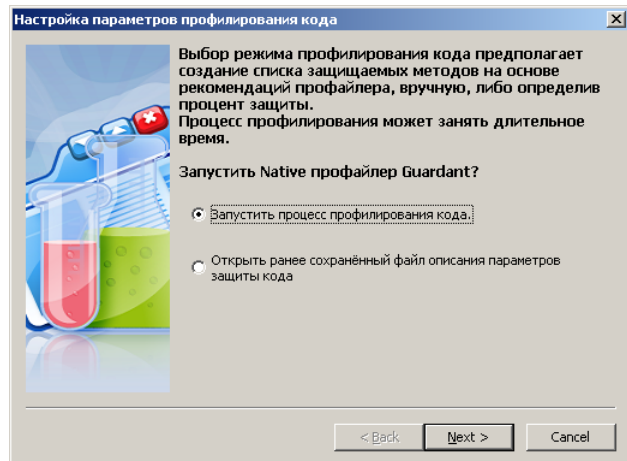 Настройка параметров профилирования кода
Выбор режима профилирования кода предполагает
создание списка защищаемых методов на основе
рекомендаций профайлера, вручную, либо определив
процент защиты.
Процесс профилирования может занять длительное
время.
Запустить Native профайлер Guardant?
Запустить процесс профилирования кода.
Открыть ранее сохранённый файл описания параметров
защиты кода
< Back
Next >
Cancel